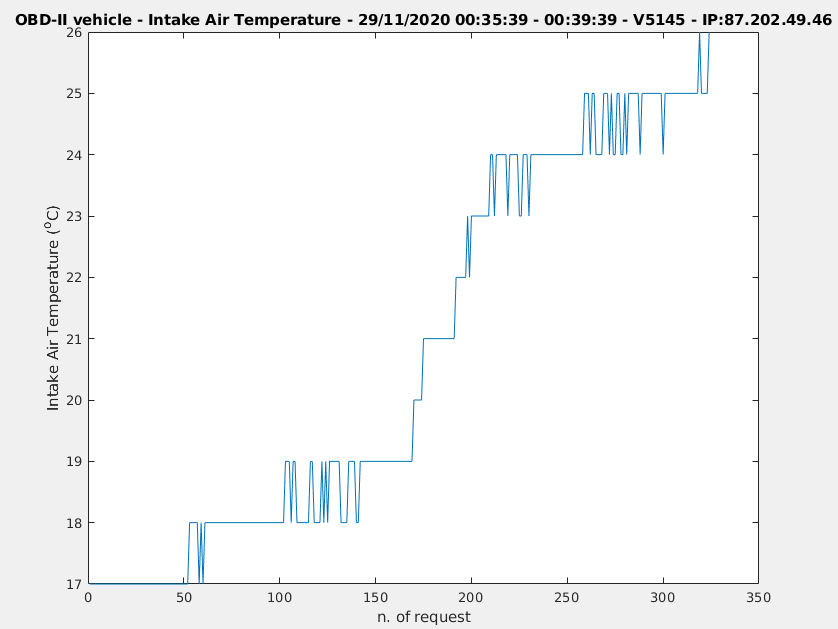 OBD-II vehicle - Intake Air Temperature - 29/11/2020 00:35:39 - 00:39:39 - V5145 - IP:87.202.49.46
26
25
24
23
22
21
20
19
18
17
Intake Air Temperature (°C)
0 50 100 150 200 250 300 350
n. of request